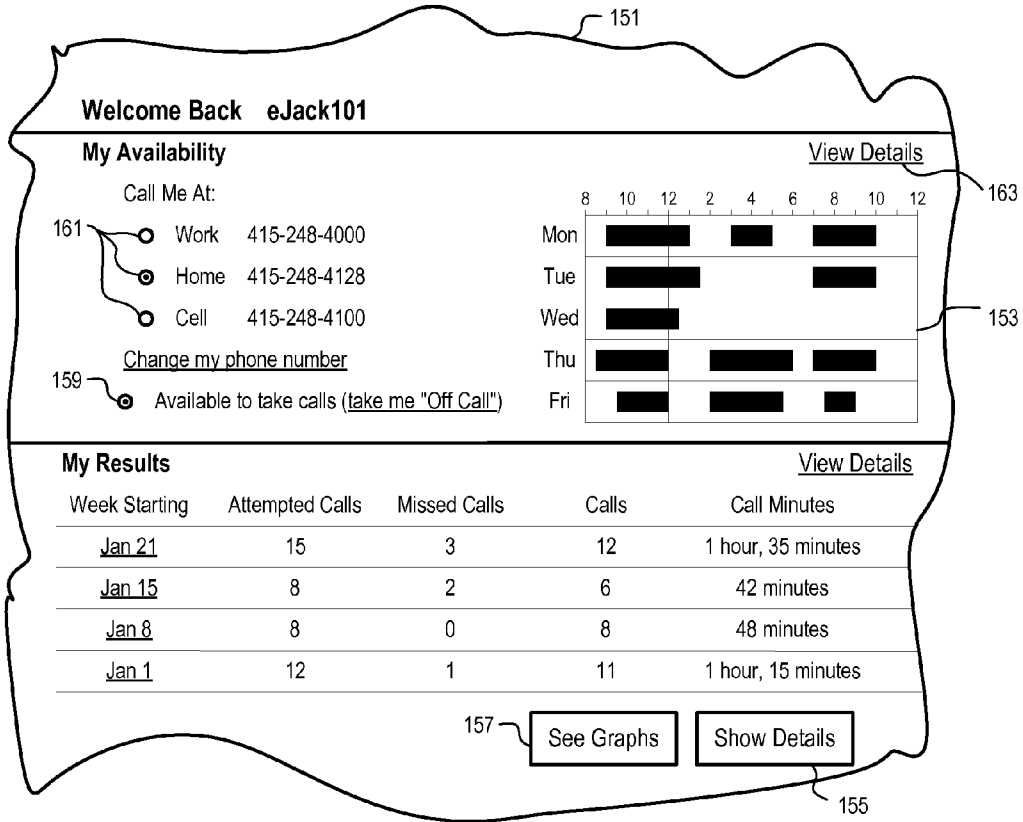 151
Welcome Back eJack101
My Availability View Details
163
Call Me At:
8 10 12 2 4 6 8 10 12
161
Work 415-248-4000 Mon
Home 415-248-4128 Tue
Cell 415-248-4100 Wed
153
Change my phone number Thu
159
Available to take calls (take me "Off Call") Fri
My Results View Details
Week Starting Attempted Calls Missed Calls Calls Call Minutes
Jan 21 15 3 12 1 hour, 35 minutes
Jan 15 8 2 6 42 minutes
Jan 8 8 0 8 48 minutes
Jan 1 12 1 11 1 hour, 15 minutes
157
See Graphs Show Details
155